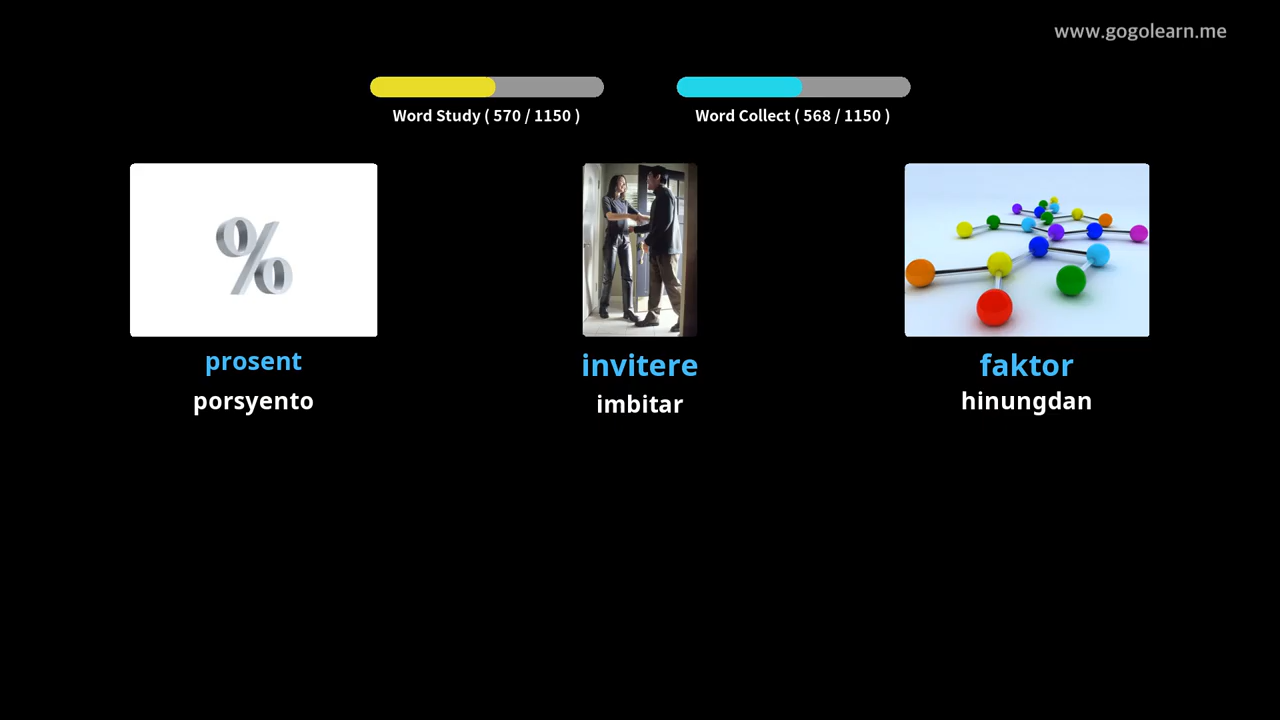 www.gogolearn.me
Word Study ( 570 / 1150 )
Word Collect ( 568 / 1150 )
%
prosent
porsyento
invitere
imbitar
faktor
hinungdan